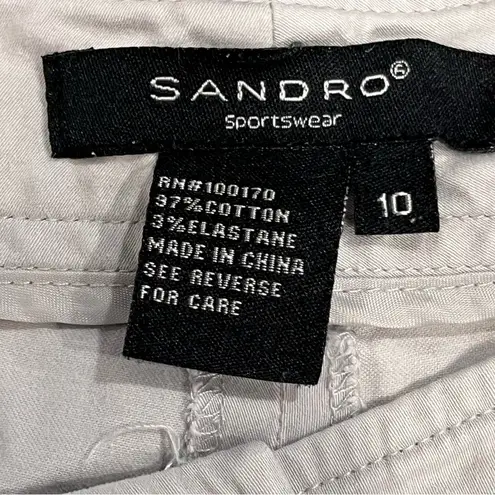 SANDRO®
Sportswear
10
RN#100170
97%COTTON
3%ELASTANE
MADE IN CHINA
SEE REVERSE
FOR CARE